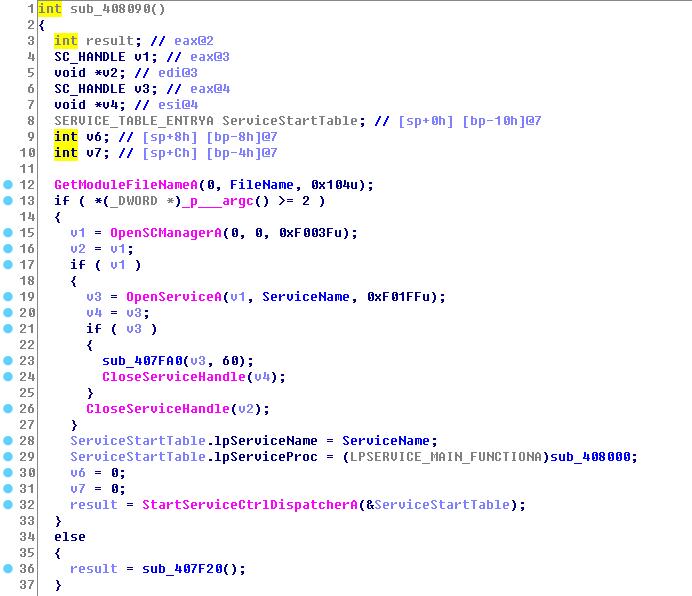 1 int sub_408090()
2 {
3 int result; // eax@2
4 SC_HANDLE v1; // eax@3
5 void *v2; // edi@3
6 SC_HANDLE v3; // eax@4
7 void *v4; // esi@4
8 SERVICE_TABLE_ENTRYA ServiceStartTable; // [sp+0h] [bp-10h]@7
9 int v6; // [sp+8h] [bp-8h]@7
10 int v7; // [sp+Ch] [bp-4h]@7
11
12 GetModuleFileNameA(0, FileName, 0x104u);
13 if ( *(_DWORD *)_p___argc() >= 2 )
14 {
15 v1 = OpenSCManagerA(0, 0, 0xF003Fu);
16 v2 = v1;
17 if ( v1 )
18 {
19 v3 = OpenServiceA(v1, ServiceName, 0xF01FFu);
20 v4 = v3;
21 if ( v3 )
22 {
23 sub_407FA0(v3, 60);
24 CloseServiceHandle(v4);
25 }
26 CloseServiceHandle(v2);
27 }
28 ServiceStartTable.lpServiceName = ServiceName;
29 ServiceStartTable.lpServiceProc = (LPSERVICE_MAIN_FUNCTIONA)sub_408000;
30 v6 = 0;
31 v7 = 0;
32 result = StartServiceCtrlDispatcherA(&ServiceStartTable);
33 }
34 else
35 {
36 result = sub_407F20();
37 }